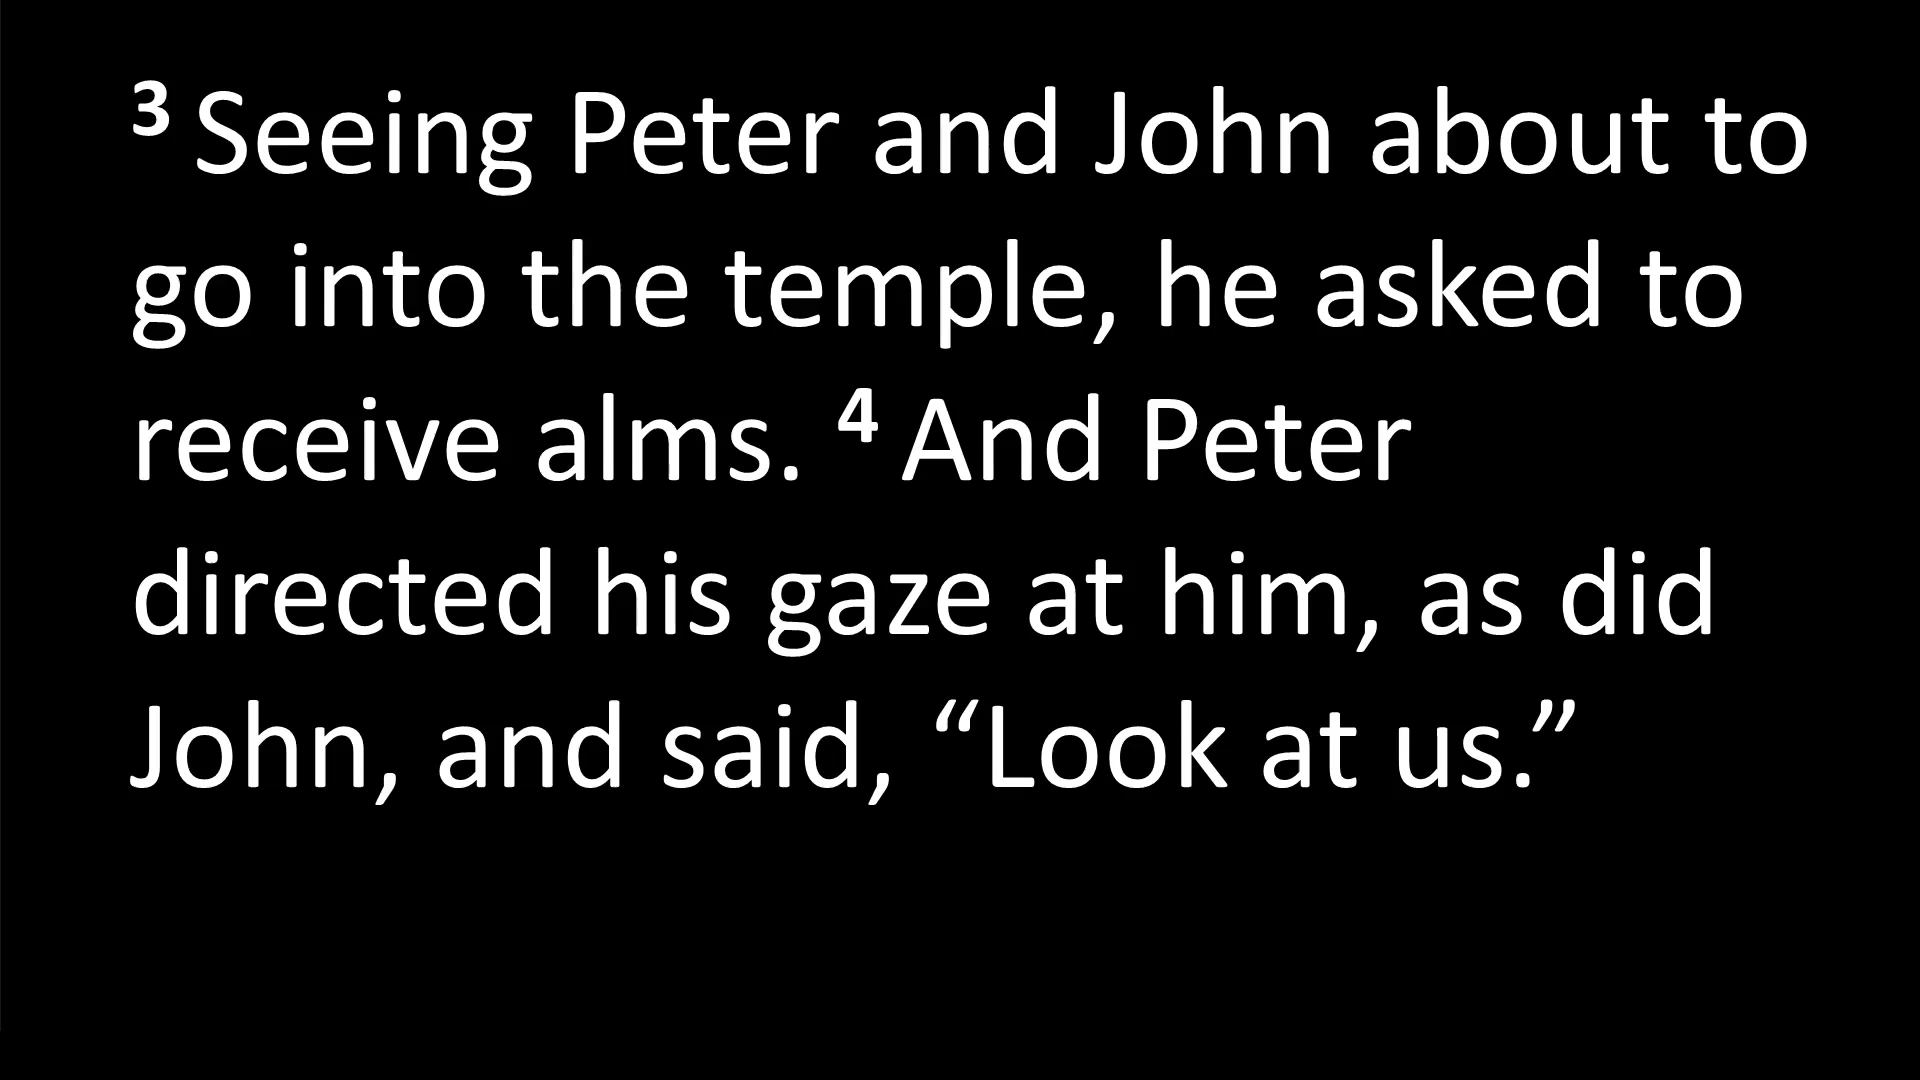 3 Seeing Peter and John about to
go into the temple, he asked to
receive alms. 4 And Peter
directed his gaze at him, as did
John, and said, “Look at us.”